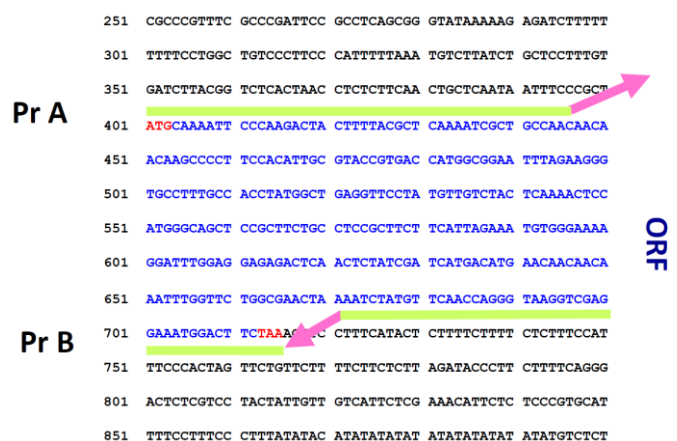 251 CGCCCGTTTC GCCCGATTCC GCCTCAGCGG GTATAAAAAG AGATCTTTTT
301 TTTTCCTGGC TGTCCCTTCC CATTTTTAAA TGTCTTATCT GCTCCTTTGT
351 GATCTTACGG TCTCACTAAC CTCTCTTCAA CTGCTCAATA ATTTCCCGCT
Pr A
401 ATGCAAAATT CCCAAGACTA CTTTTACGCT CAAAATCGCT GCCAACAACA
451 ACAAGCCCCT TCCACATTGC GTACCGTGAC CATGGCGGAA TTTAGAAGGG
501 TGCCTTTGCC ACCTATGGCT GAGGTTCCTA TGTTGTCTAC TCAAAACTCC
551 ATGGGCAGCT CCGCTTCTGC CTCCGCTTCT TCATTAGAAA TGTGGGAAAA
ORF
601 GGATTTGGAG GAGAGACTCA ACTCTATCGA TCATGACATG AACAACAACA
651 AATTTGGTTC TGGCGAACTA AAATCTATGT TCAACCAGGG TAAGGTCGAG
701 GAAATGGACT CTTTCATACT CTTTTCTTTT CTCTTTCCAT
Pr B
751 TTCCCACTAG TTCTGTTCTT TTCTTCTCTT AGATACCCTT CTTTTCAGGG
801 ACTCTCGTCC TACTATTGTT GTCATTCTCG AAACATTCTC TCCCGTGCAT
851 TTTCCTTTCC CTTTATATAC ATATATATAT ATATATATAT ATATGTCTCT